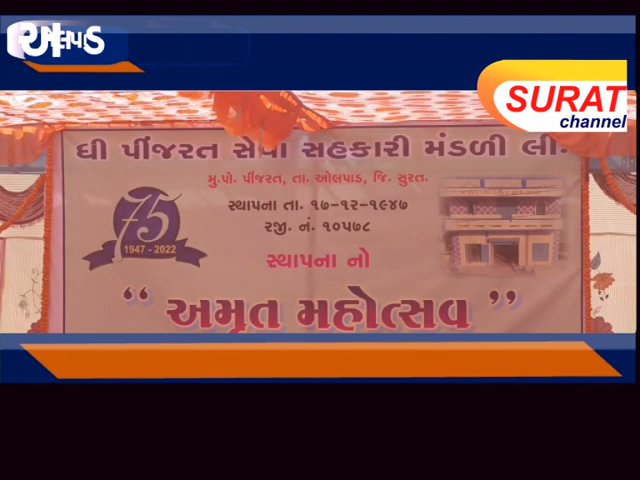 SURAT
channel
ધી પીંજરત સેવા સહકારી મંડળી લી.
મુ.પો. પીંજરત, તા. ઓલપાડ, જિ. સુરત.
સ્થાપના તા. ૧૭-૧૨-૧૯૪૭
રજી. નં. ૧૦૫૭૮
75
1947 - 2022
સ્થાપના નો
“ અમૃત મહોત્સવ ”